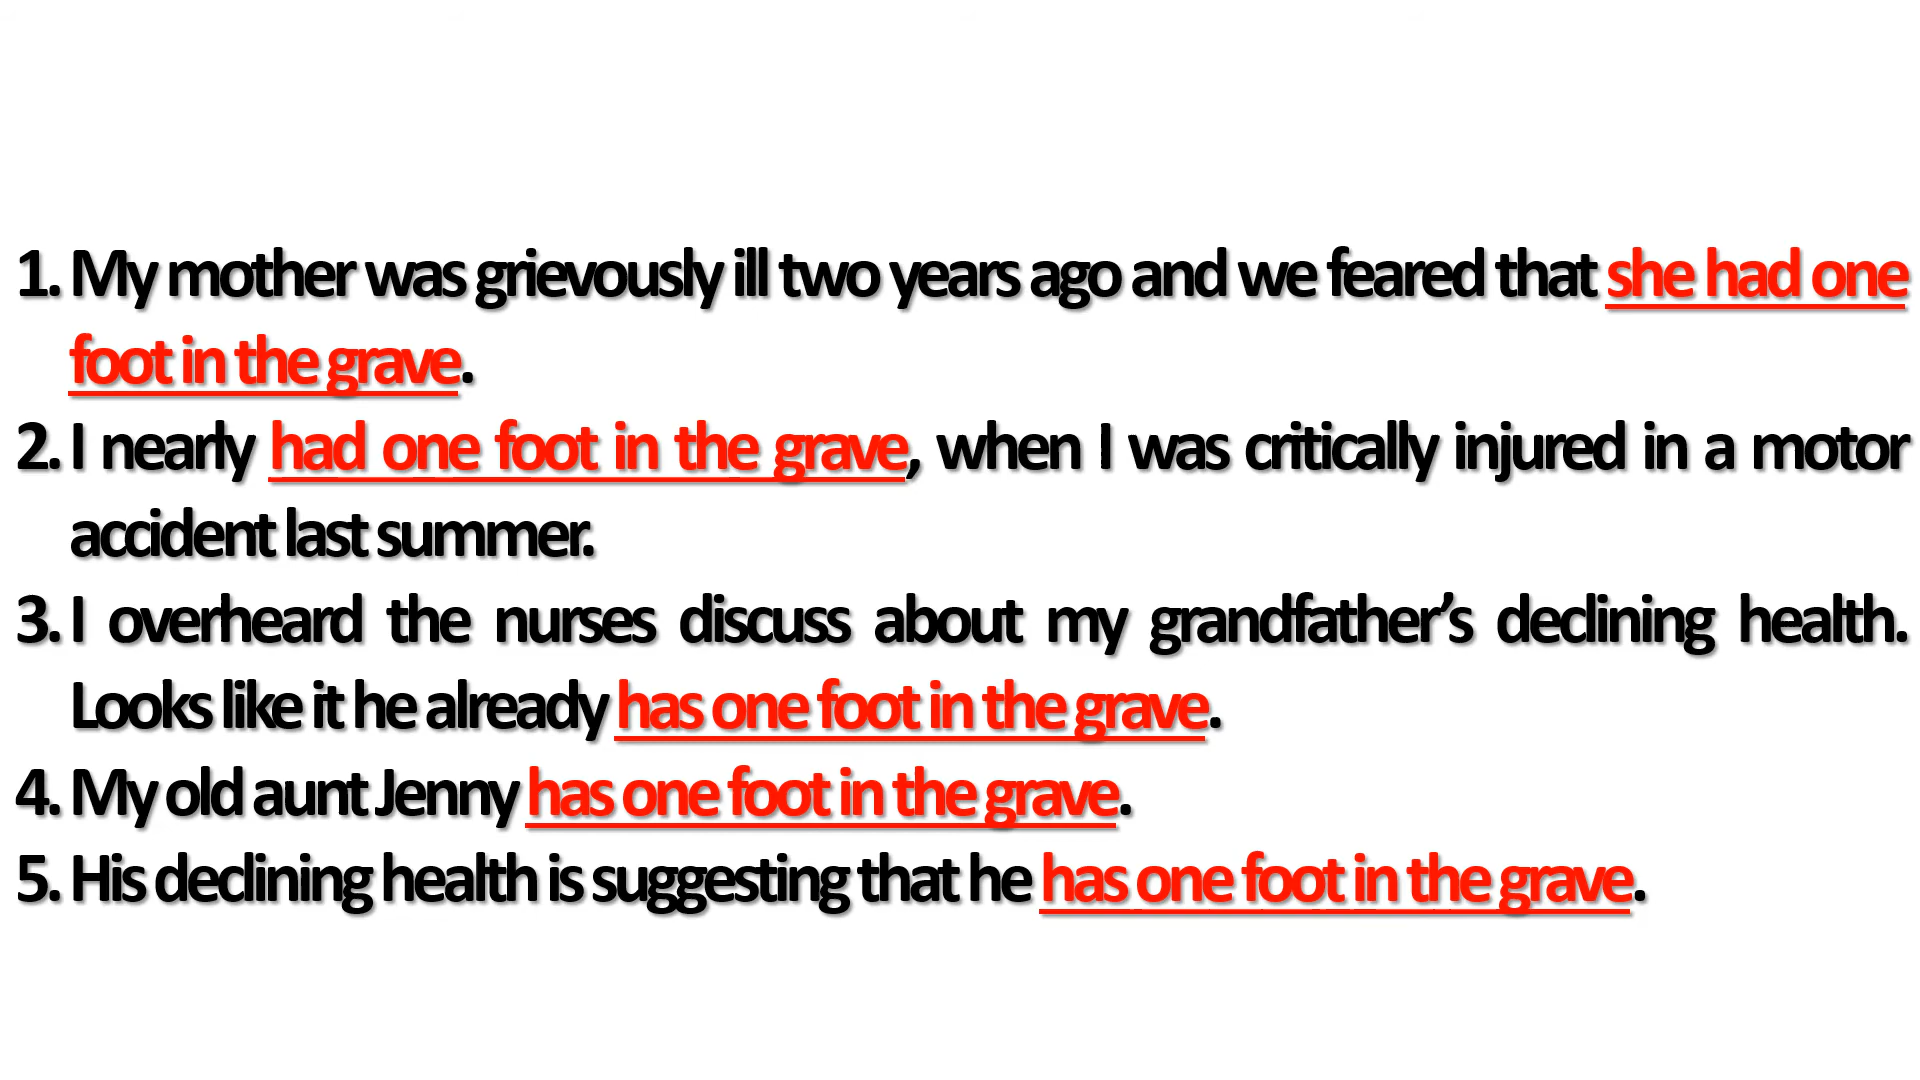 1. My mother was grievously ill two years ago and we feared that she had one
foot in the grave.
2. I nearly had one foot in the grave, when I was critically injured in a motor
accident last summer.
3. I overheard the nurses discuss about my grandfather’s declining health.
Looks like it he already has one foot in the grave.
4. My old aunt Jenny has one foot in the grave.
5. His declining health is suggesting that he has one foot in the grave.